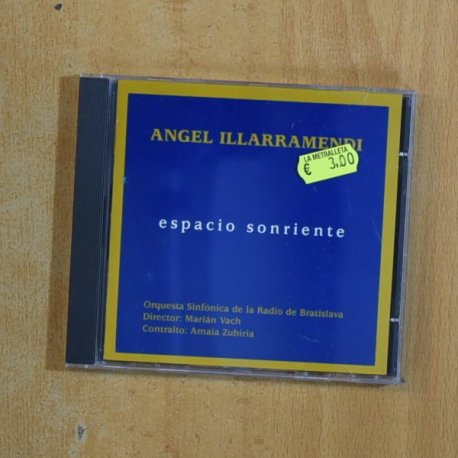 ANGEL ILLARRAMENDI
LA METRALLETA
€ 3,00
espacio sonriente
Orquesta Sinfónica de la Radio de Bratislava
Director: Marián Vach
Contralto: Amaia Zubiria